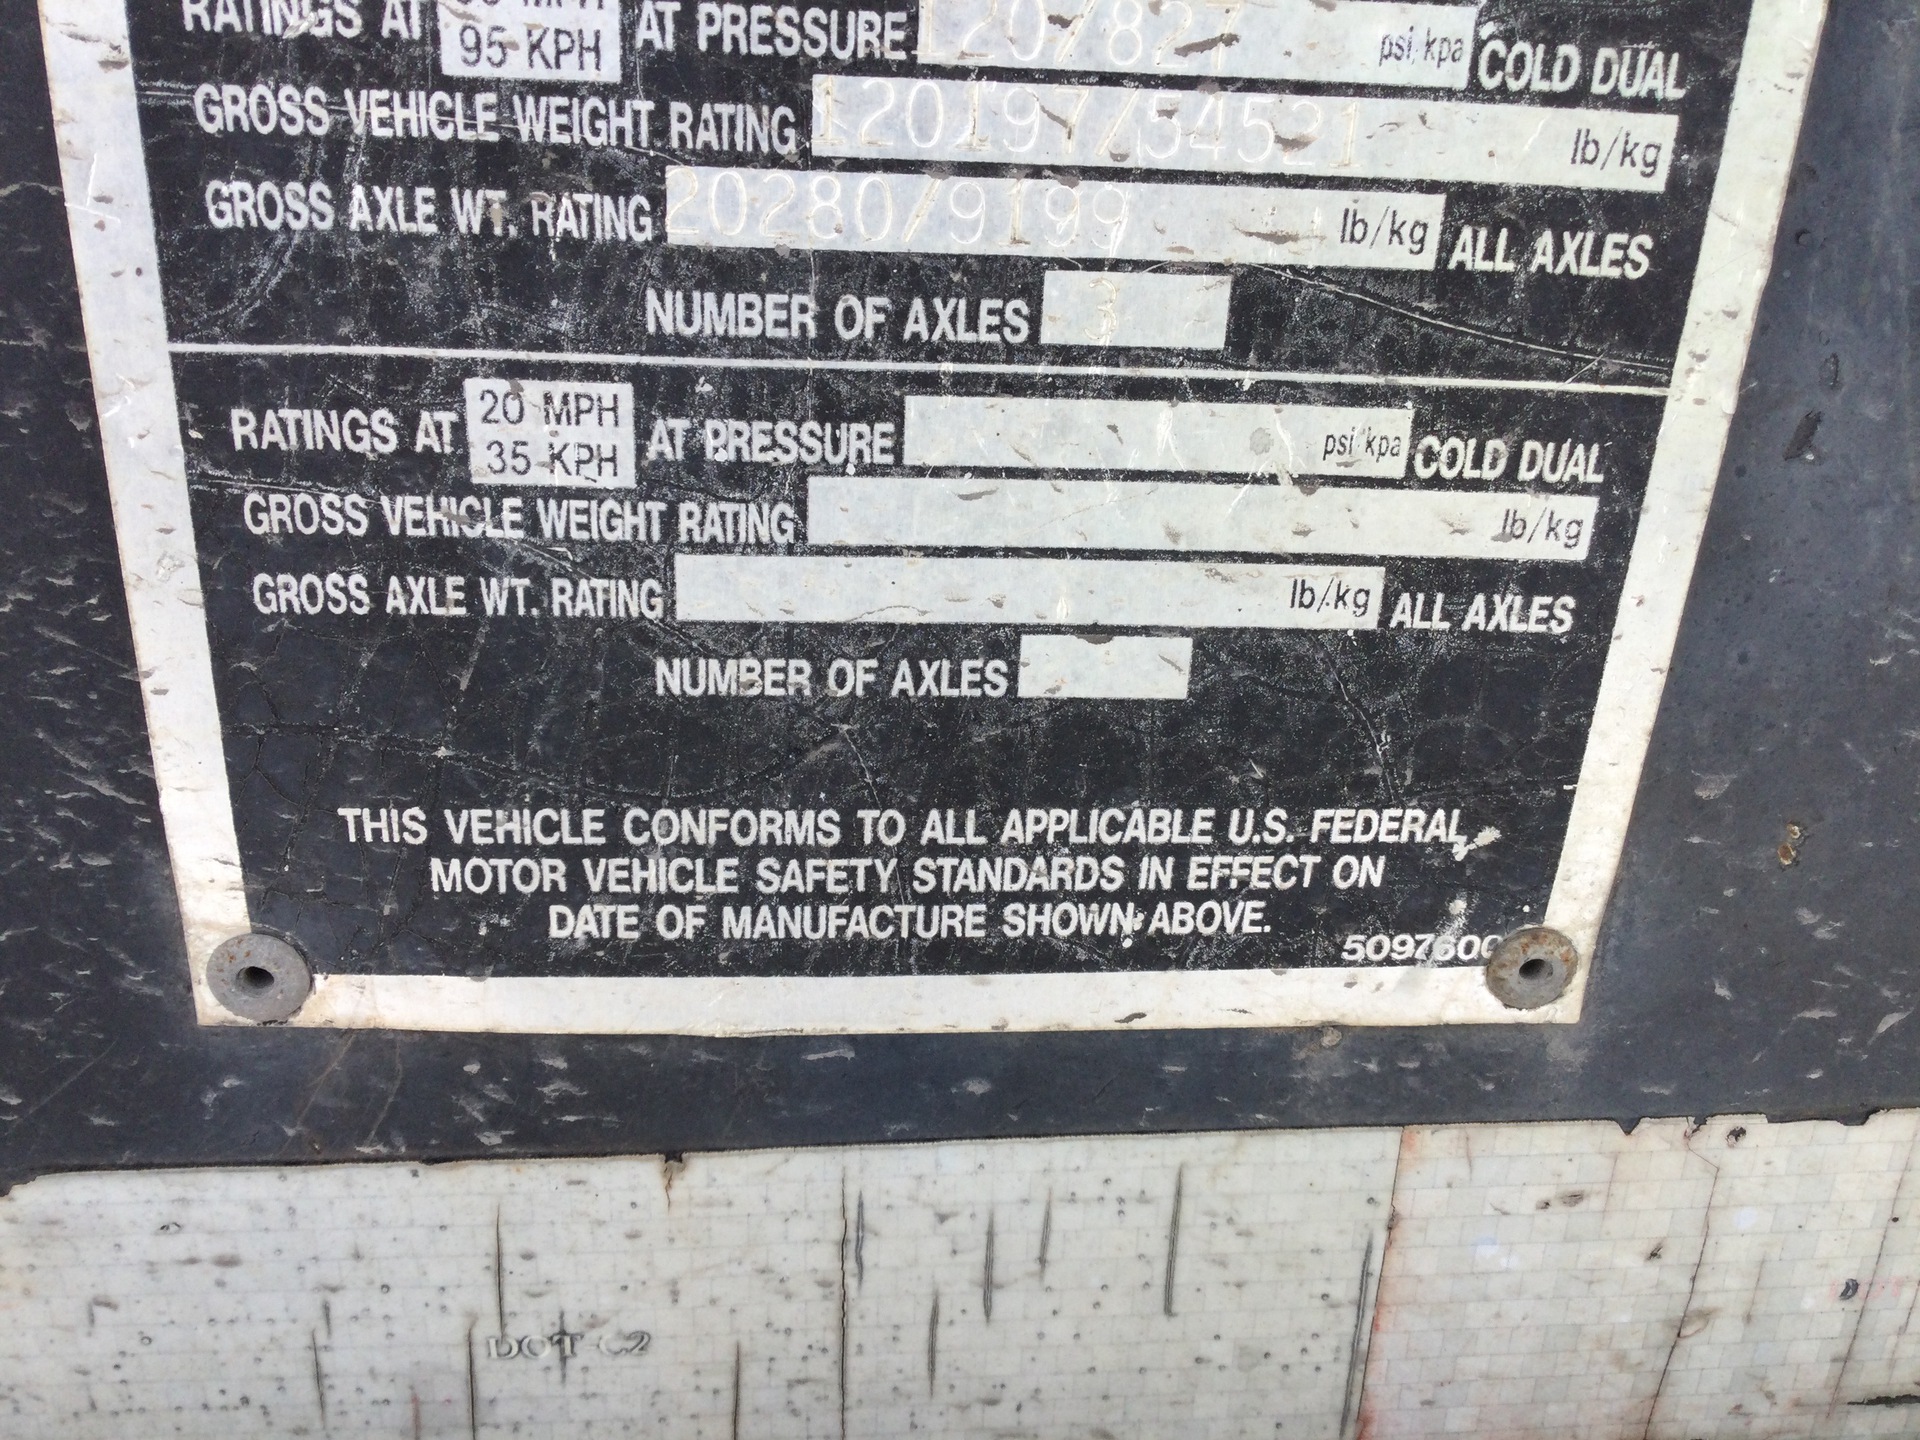 RATINGS AT 95 KPH AT PRESSURE 120/827 psi/kpa COLD DUAL
GROSS VEHICLE WEIGHT RATING 120197/54521 lb/kg
GROSS AXLE WT. RATING 20280/9199 lb/kg ALL AXLES
NUMBER OF AXLES 3
RATINGS AT 20 MPH 35 KPH AT PRESSURE psi/kpa COLD DUAL
GROSS VEHICLE WEIGHT RATING lb/kg
GROSS AXLE WT. RATING lb/kg ALL AXLES
NUMBER OF AXLES
THIS VEHICLE CONFORMS TO ALL APPLICABLE U.S. FEDERAL
MOTOR VEHICLE SAFETY STANDARDS IN EFFECT ON
DATE OF MANUFACTURE SHOWN ABOVE.
DOT-C2